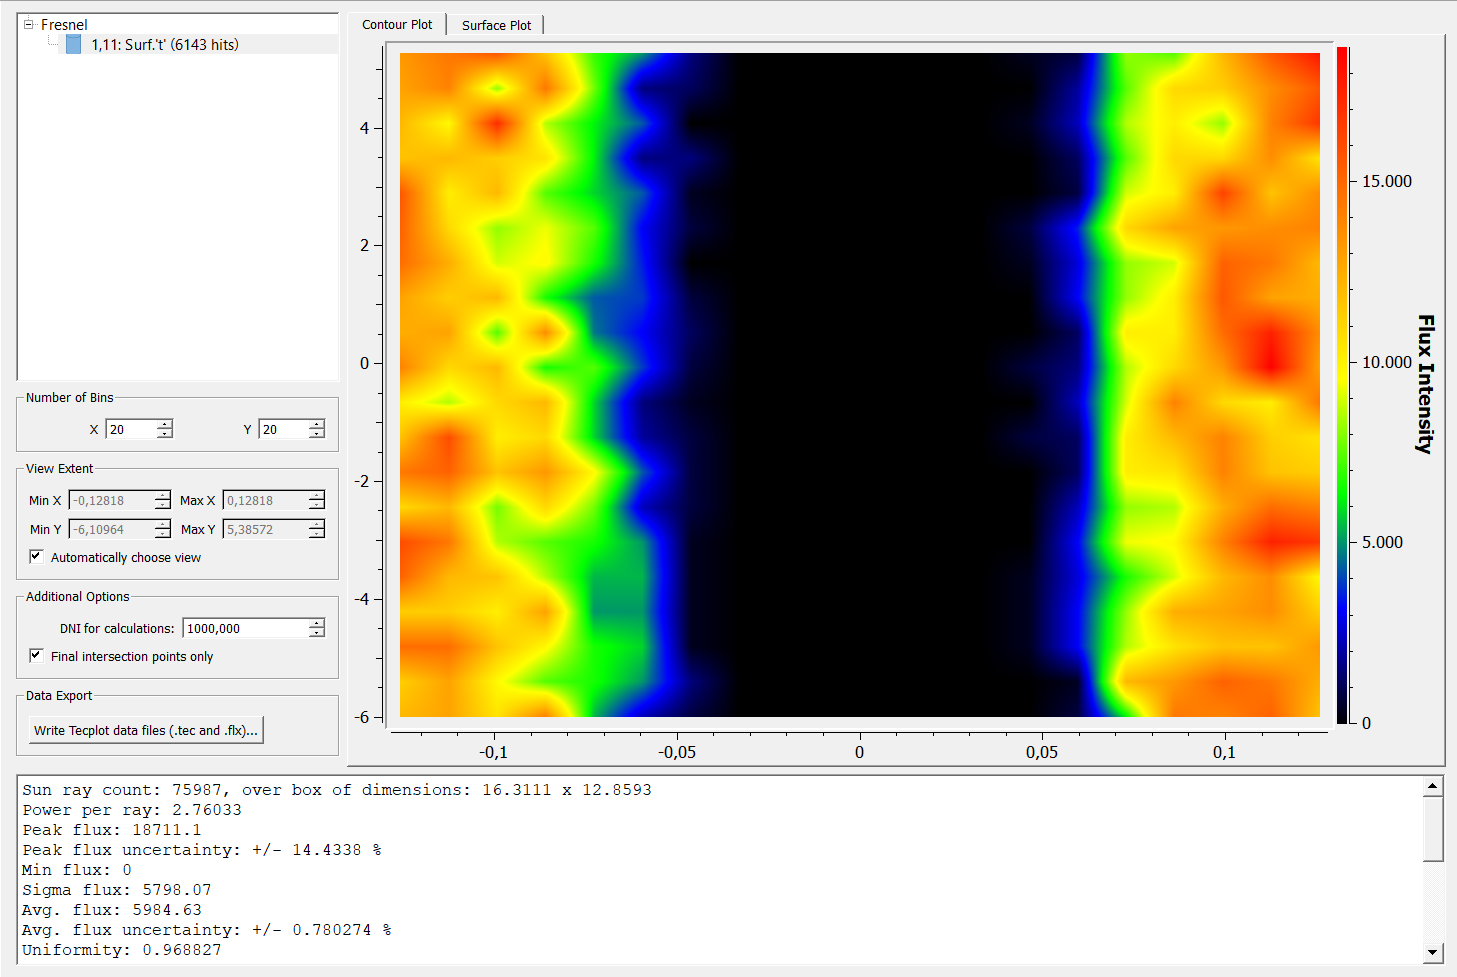 Fresnel
1,11: Surf.'t' (6143 hits)
Number of Bins
X 20 Y 20
View Extent
Min X -0,12818 Max X 0,12818
Min Y -6,10964 Max Y 5,38572
Automatically choose view
Additional Options
DNI for calculations: 1000,000
Final intersection points only
Data Export
Write Tecplot data files (.tec and .flx)...
Contour Plot Surface Plot
4
2
0
-2
-4
-6
-0,1 -0,05 0 0,05 0,1
15.000
10.000
5.000
0
Flux Intensity
Sun ray count: 75987, over box of dimensions: 16.3111 x 12.8593
Power per ray: 2.76033
Peak flux: 18711.1
Peak flux uncertainty: +/- 14.4338 %
Min flux: 0
Sigma flux: 5798.07
Avg. flux: 5984.63
Avg. flux uncertainty: +/- 0.780274 %
Uniformity: 0.968827